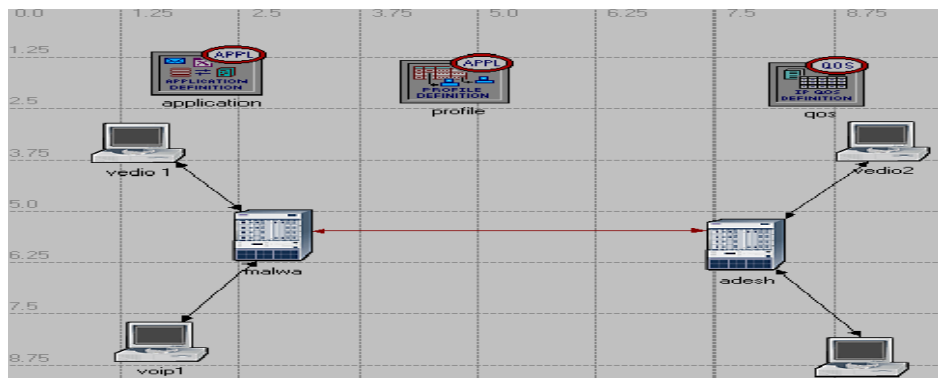 0.0 1.25 2.5 3.75 5.0 6.25 7.5 8.75
1.25
APPL
APPLICATION
DEFINITION
application
APPL
PROFILE
DEFINITION
profile
QOS
IP QOS
DEFINITION
qos
2.5
3.75
vedio 1
vedio2
5.0
6.25
malwa
adesh
7.5
8.75
voip1